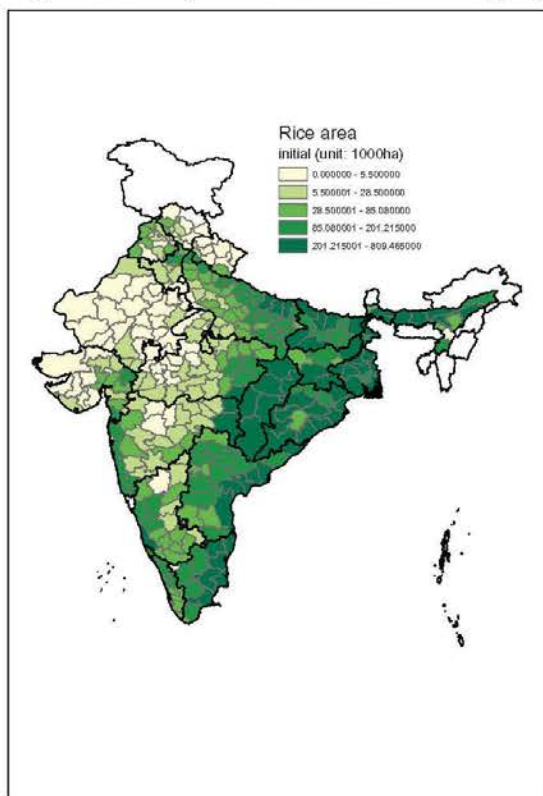 Rice area
initial (unit: 1000ha)
0.000000 - 5.500000
5.500001 - 28.500000
28.500001 - 85.080000
85.080001 - 201.215000
201.215001 - 809.465000